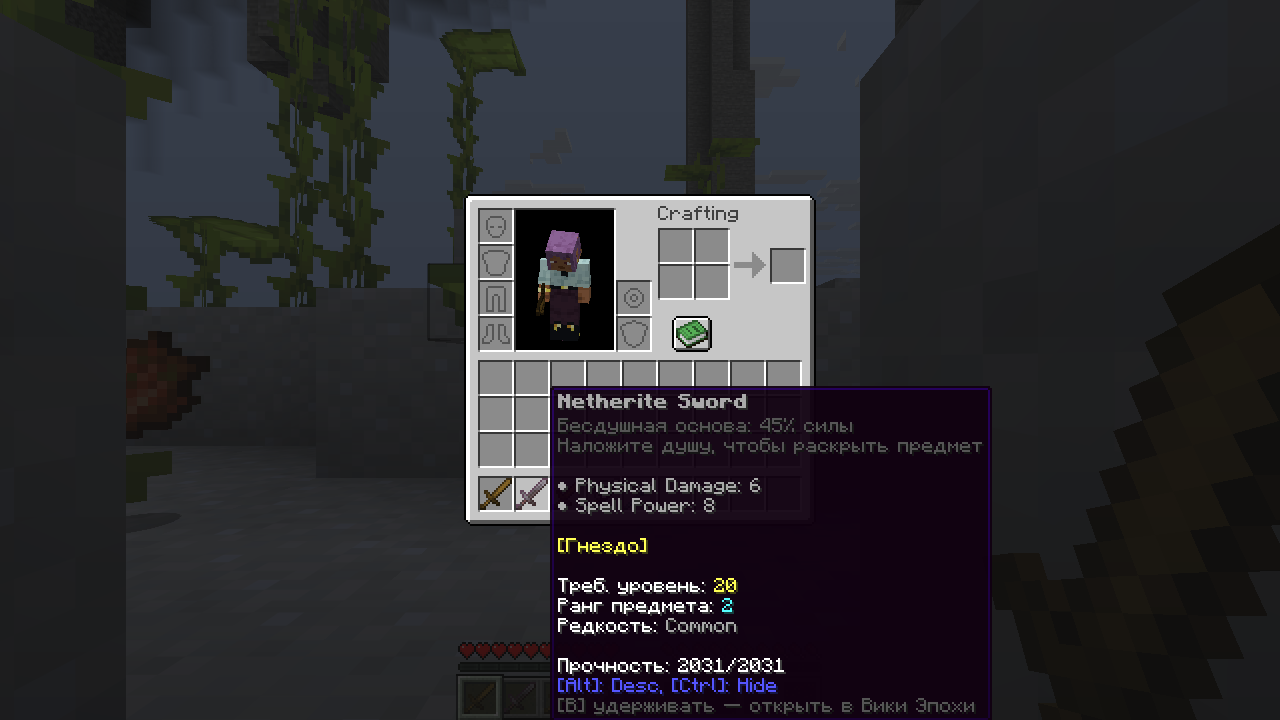 Crafting
Netherite Sword
Бесдушная основа: 45% силы
Наложите душу, чтобы раскрыть предмет
• Physical Damage: 6
• Spell Power: 8
[Гнездо]
Треб. уровень: 20
Ранг предмета: 2
Редкость: Common
Прочность: 2031/2031
[Alt]: Desc, [Ctrl]: Hide
[B] удерживать — открыть в Вики Эпохи